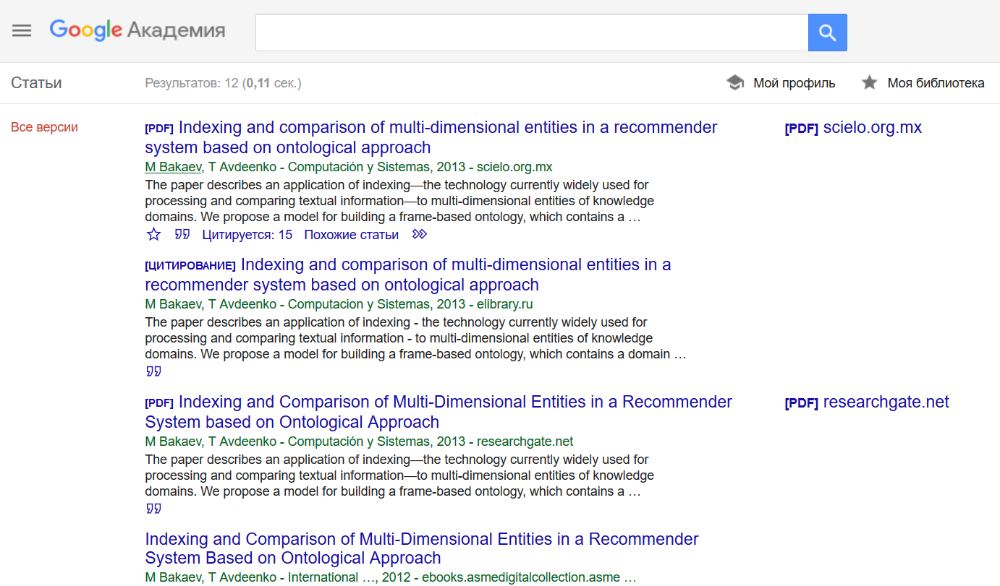 Google Академия
Статьи
Результатов: 12 (0,11 сек.)
Мой профиль
Моя библиотека
Все версии
[PDF] Indexing and comparison of multi-dimensional entities in a recommender
system based on ontological approach
[PDF] scielo.org.mx
M Bakaev, T Avdeenko - Computación y Sistemas, 2013 - scielo.org.mx
The paper describes an application of indexing—the technology currently widely used for
processing and comparing textual information—to multi-dimensional entities of knowledge
domains. We propose a model for building a frame-based ontology, which contains a …
Цитируется: 15 Похожие статьи
[ЦИТИРОВАНИЕ] Indexing and comparison of multi-dimensional entities in a
recommender system based on ontological approach
M Bakaev, T Avdeenko - Computacion y Sistemas, 2013 - elibrary.ru
The paper describes an application of indexing - the technology currently widely used for
processing and comparing textual information - to multi-dimensional entities of knowledge
domains. We propose a model for building a frame-based ontology, which contains a domain …
[PDF] Indexing and Comparison of Multi-Dimensional Entities in a Recommender
System based on Ontological Approach
[PDF] researchgate.net
M Bakaev, T Avdeenko - Computación y Sistemas, 2013 - researchgate.net
The paper describes an application of indexing—the technology currently widely used for
processing and comparing textual information—to multi-dimensional entities of knowledge
domains. We propose a model for building a frame-based ontology, which contains a …
Indexing and Comparison of Multi-Dimensional Entities in a Recommender
System Based on Ontological Approach
M Bakaev, T Avdeenko - International …, 2012 - ebooks.asmedigitalcollection.asme …